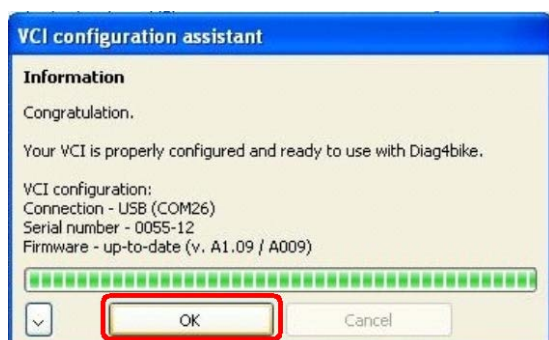 VCI configuration assistant
Information
Congratulation.
Your VCI is properly configured and ready to use with Diag4bike.
VCI configuration:
Connection - USB (COM26)
Serial number - 0055-12
Firmware - up-to-date (v. A1.09 / A009)
OK
Cancel